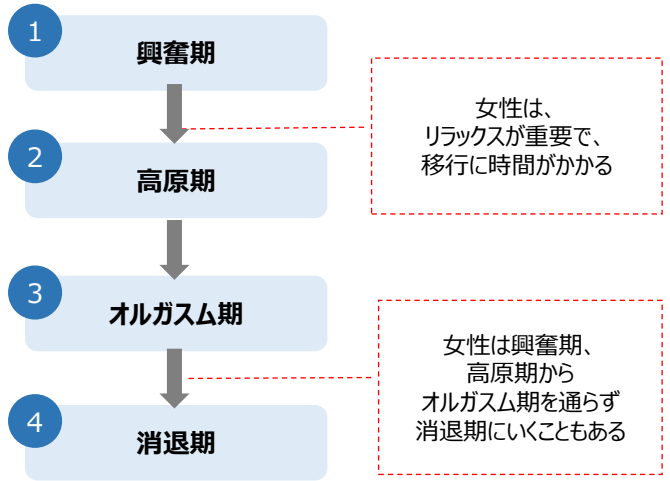 1
興奮期
女性は、
リラックスが重要で、
移行に時間がかかる
2
高原期
3
オルガスム期
女性は興奮期、
高原期から
オルガスム期を通らず
消退期にいくこともある
4
消退期